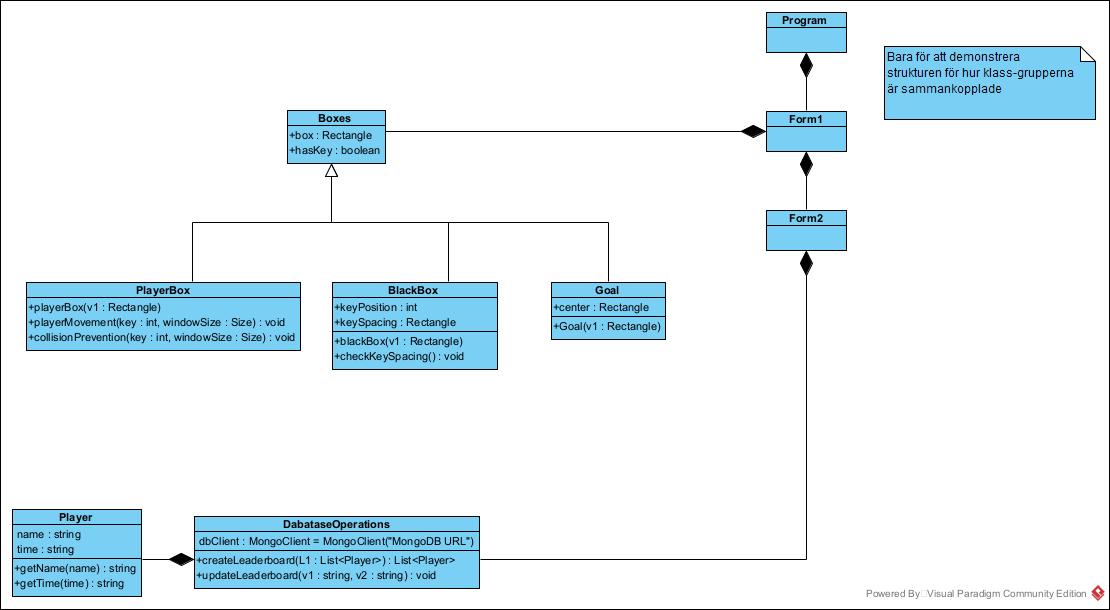 Program
Bara för att demonstrera
strukturen för hur klass-grupperna
är sammankopplade
Boxes
+box : Rectangle
+hasKey : boolean
Form1
Form2
PlayerBox
+playerBox(v1 : Rectangle)
+playerMovement(key : int, windowSize : Size) : void
+collisionPrevention(key : int, windowSize : Size) : void
BlackBox
+keyPosition : int
+keySpacing : Rectangle
+blackBox(v1 : Rectangle)
+checkKeySpacing() : void
Goal
+center : Rectangle
+Goal(v1 : Rectangle)
Player
name : string
time : string
+getName(name) : string
+getTime(time) : string
DabataseOperations
dbClient : MongoClient = MongoClient("MongoDB URL")
+createLeaderboard(L1 : List<Player>) : List<Player>
+updateLeaderboard(v1 : string, v2 : string) : void
Powered By Visual Paradigm Community Edition